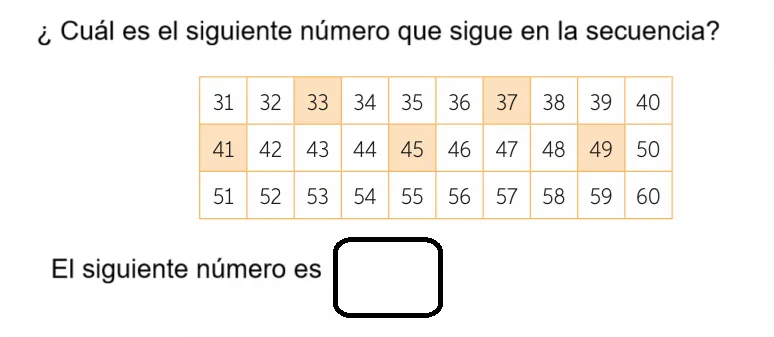 ¿ Cuál es el siguiente número que sigue en la secuencia?
31 32 33 34 35 36 37 38 39 40
41 42 43 44 45 46 47 48 49 50
51 52 53 54 55 56 57 58 59 60
El siguiente número es